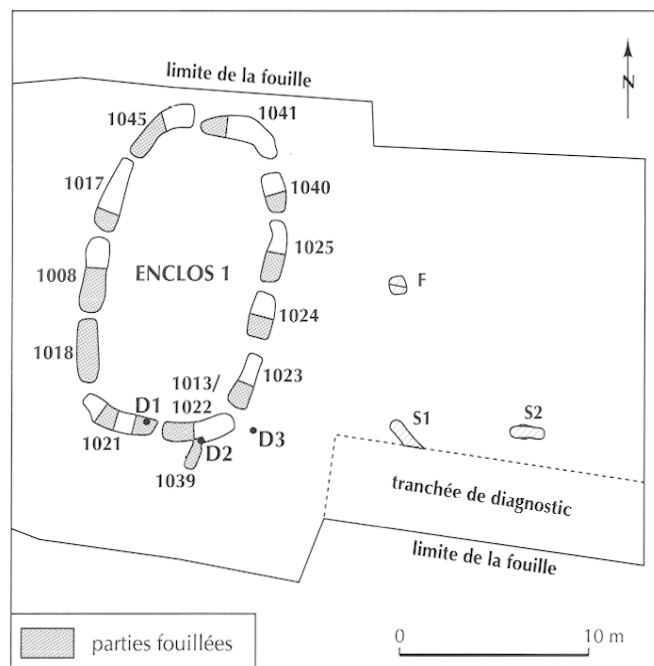 limite de la fouille
N
1045
1041
1017
1040
1025
F
1008
ENCLOS 1
1024
1018
1013/
1023
1022
D1
S1
S2
1021
D2
D3
1039
tranchée de diagnostic
limite de la fouille
parties fouillées
0
10 m